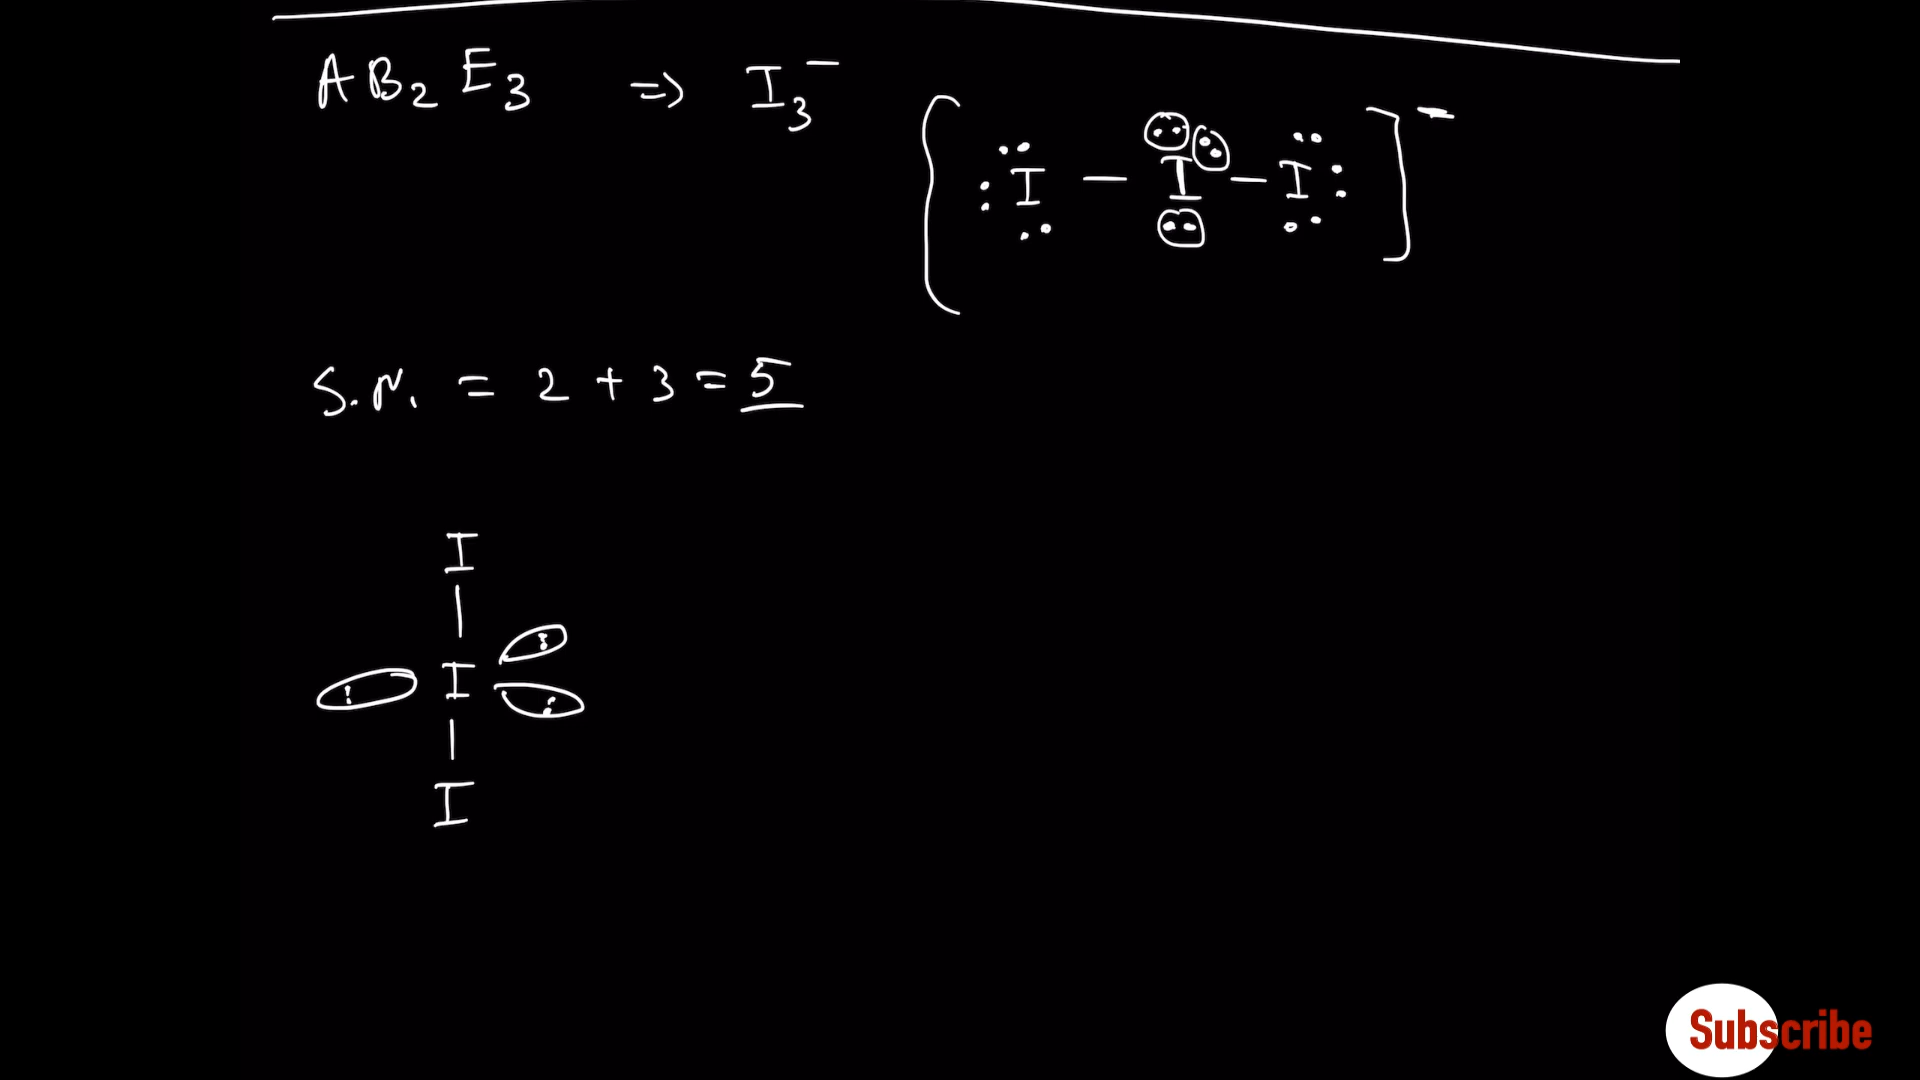 AB₂E₃ ⇒ I₃⁻
[:Ï – I – I:]⁻
S.N. = 2 + 3 = 5
I
|
I
|
I
Subscribe